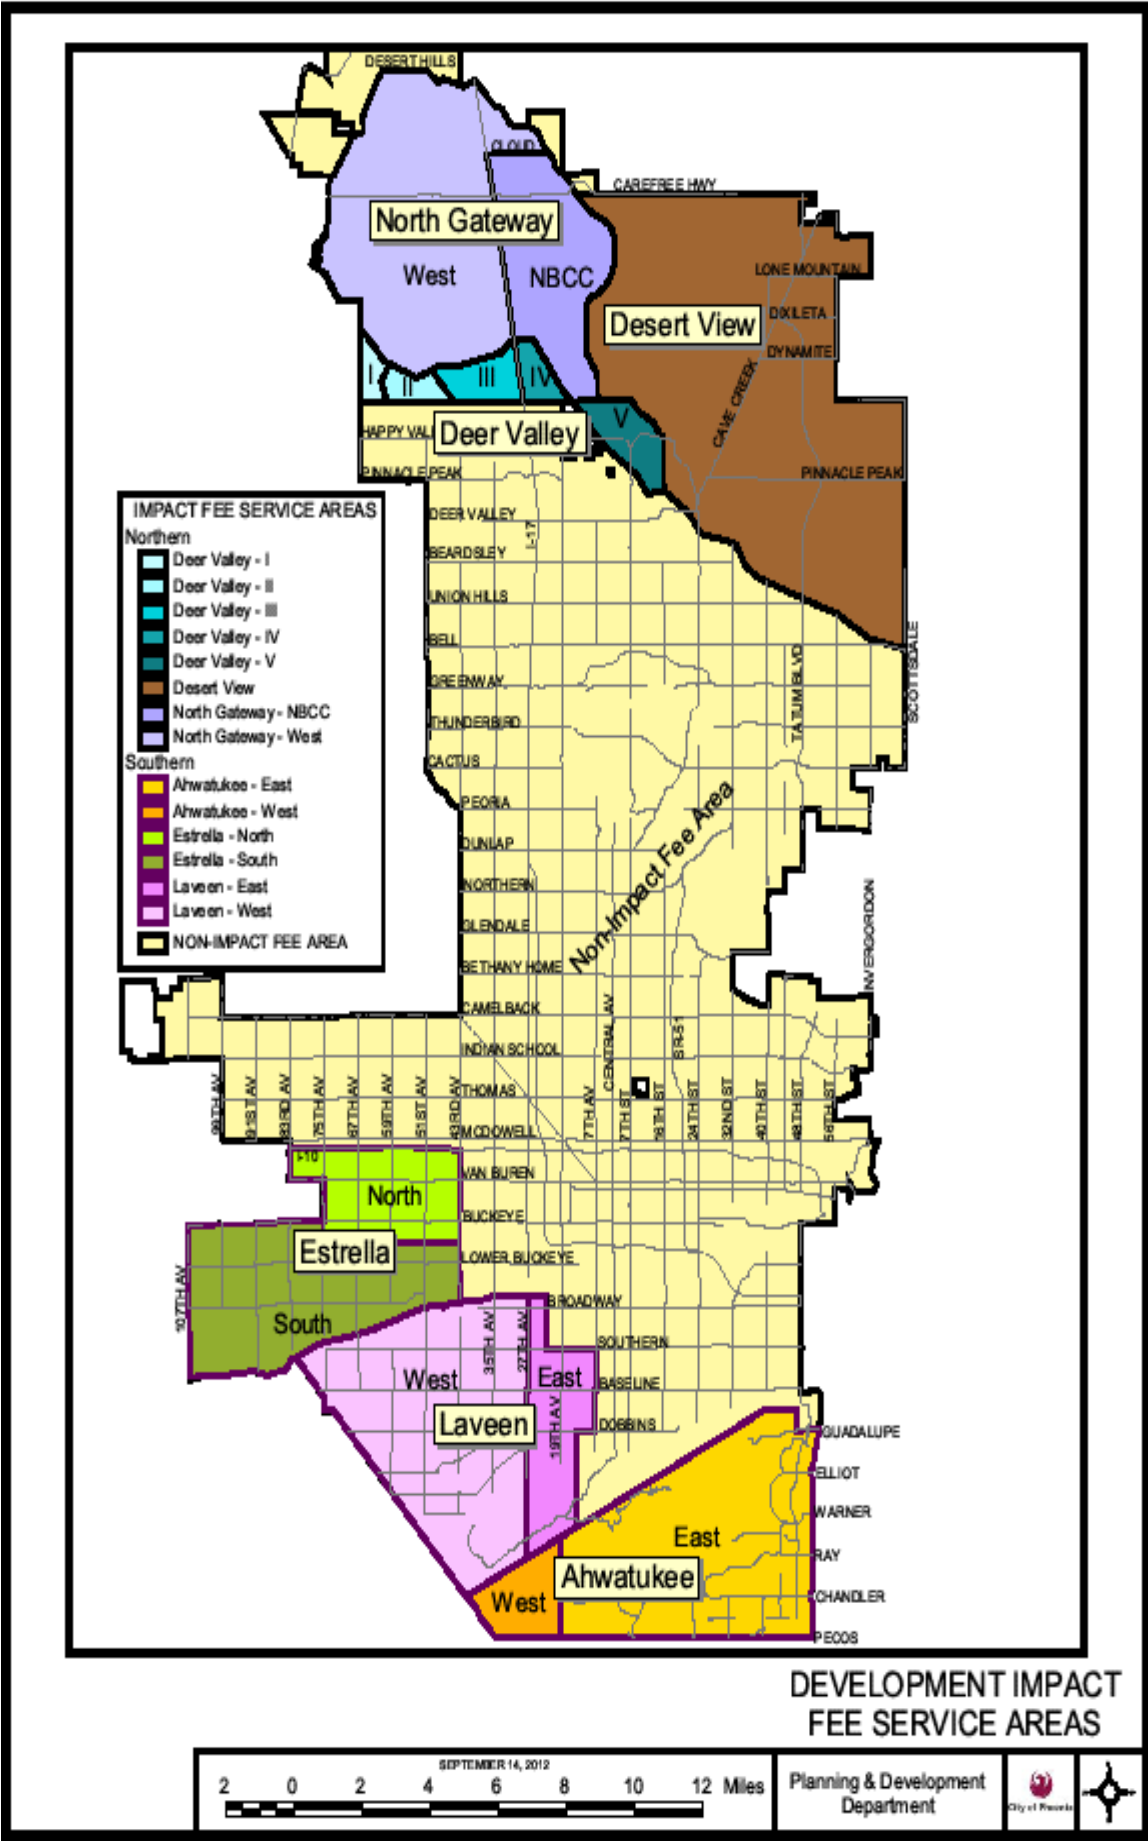 DESERT HILLS
CLOUD
CAREFREE HWY
North Gateway
West
NBCC
LONE MOUNTAIN
DIXILETA
Desert View
DYNAMITE
CAVE CREEK
I
II
III
IV
V
HAPPY VALL
Deer Valley
PINNACLE PEAK
PINNACLE PEAK
IMPACT FEE SERVICE AREAS
Northern
Deer Valley - I
Deer Valley - II
Deer Valley - III
Deer Valley - IV
Deer Valley - V
Desert View
North Gateway - NBCC
North Gateway - West
Southern
Ahwatukee - East
Ahwatukee - West
Estrella - North
Estrella - South
Laveen - East
Laveen - West
NON-IMPACT FEE AREA
DEER VALLEY
I-17
BEARDSLEY
UNION HILLS
BELL
GREENWAY
THUNDERBIRD
CACTUS
PEORIA
DUNLAP
NORTHERN
GLENDALE
BETHANY HOME
CAMELBACK
INDIAN SCHOOL
THOMAS
MCDOWELL
TATUM BLVD
SCOTTSDALE
Non-Impact Fee Area
INVERGORDON
CENTRAL AV
SR-51
99TH AV
91ST AV
83RD AV
75TH AV
67TH AV
59TH AV
51ST AV
43RD AV
7TH AV
7TH ST
16TH ST
24TH ST
32ND ST
40TH ST
48TH ST
56TH ST
I-10
VAN BUREN
North
BUCKEYE
Estrella
LOWER BUCKEYE
107TH AV
South
BROADWAY
35TH AV
27TH AV
SOUTHERN
West
East
BASELINE
19TH AV
Laveen
DOBBINS
GUADALUPE
ELLIOT
WARNER
East
RAY
Ahwatukee
West
CHANDLER
PECOS
DEVELOPMENT IMPACT
FEE SERVICE AREAS
SEPTEMBER 14, 2012
2 0 2 4 6 8 10 12 Miles
Planning & Development
Department
City of Phoenix